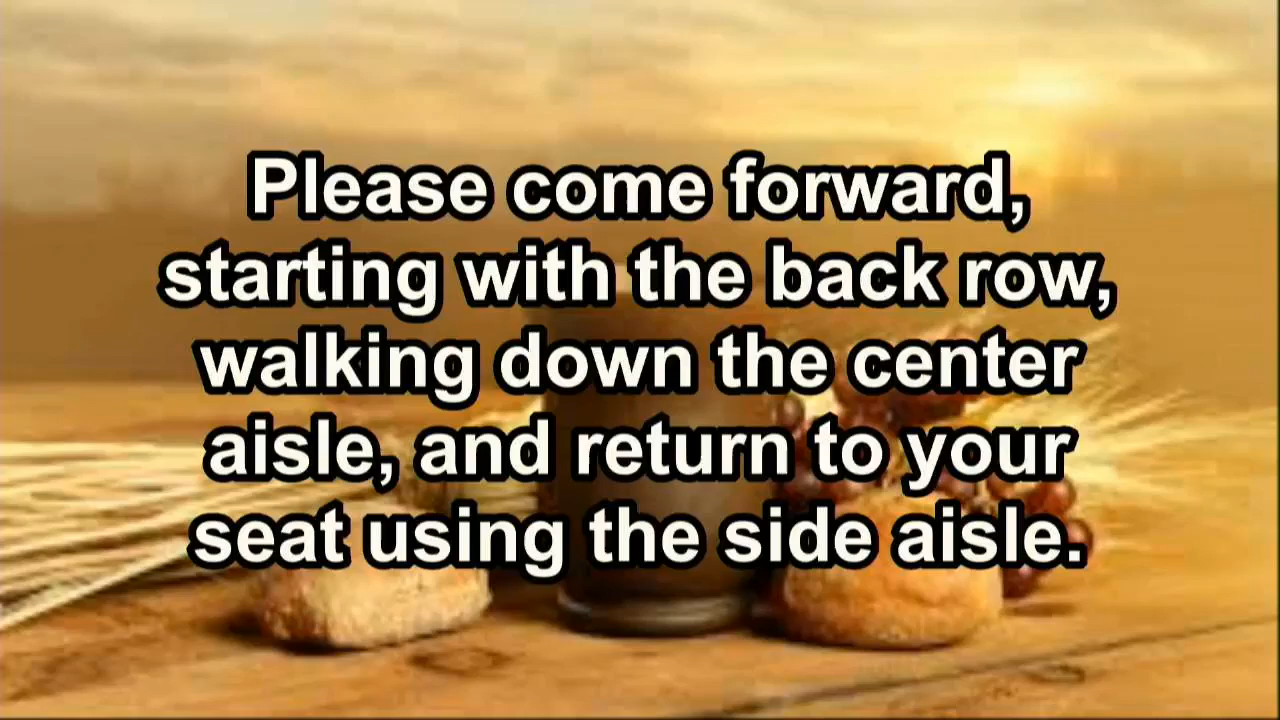 Please come forward,
starting with the back row,
walking down the center
aisle, and return to your
seat using the side aisle.